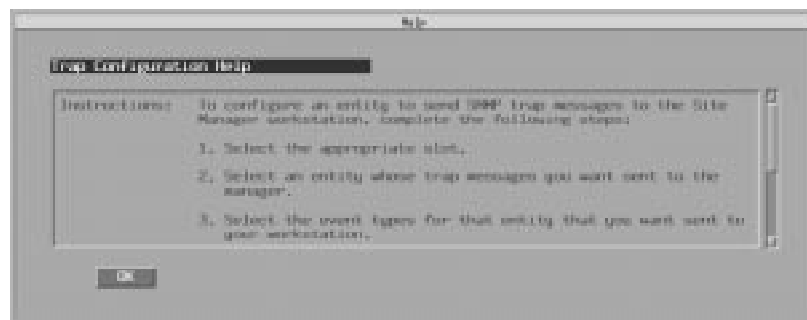 Help
Trap Configuration Help
Instructions: To configure an entity to send SNMP trap messages to the Site
Manager workstation, complete the following steps:
1. Select the appropriate slot.
2. Select an entity whose trap messages you want sent to the
manager.
3. Select the event types for that entity that you want sent to
your workstation.
OK